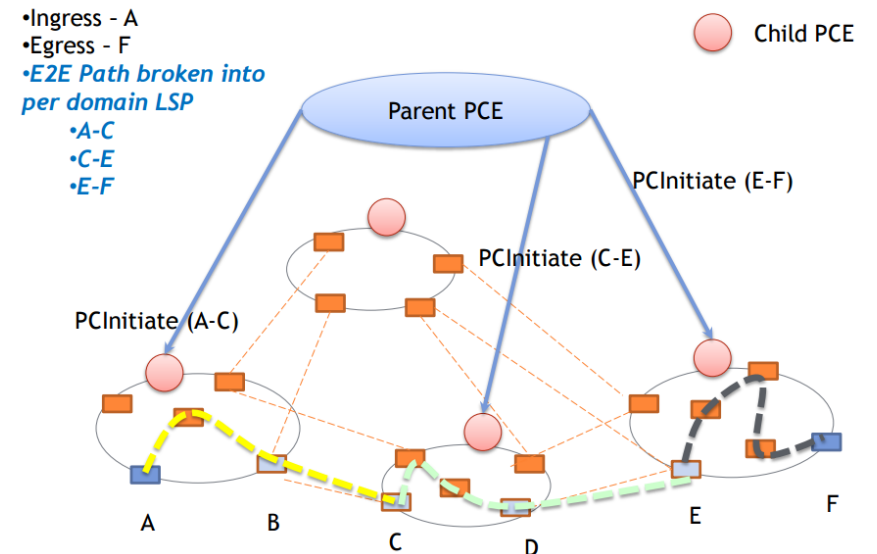 •Ingress – A
•Egress – F
•E2E Path broken into
per domain LSP
•A-C
•C-E
•E-F
Child PCE
Parent PCE
PCInitiate (E-F)
PCInitiate (C-E)
PCInitiate (A-C)
A
B
C
D
E
F